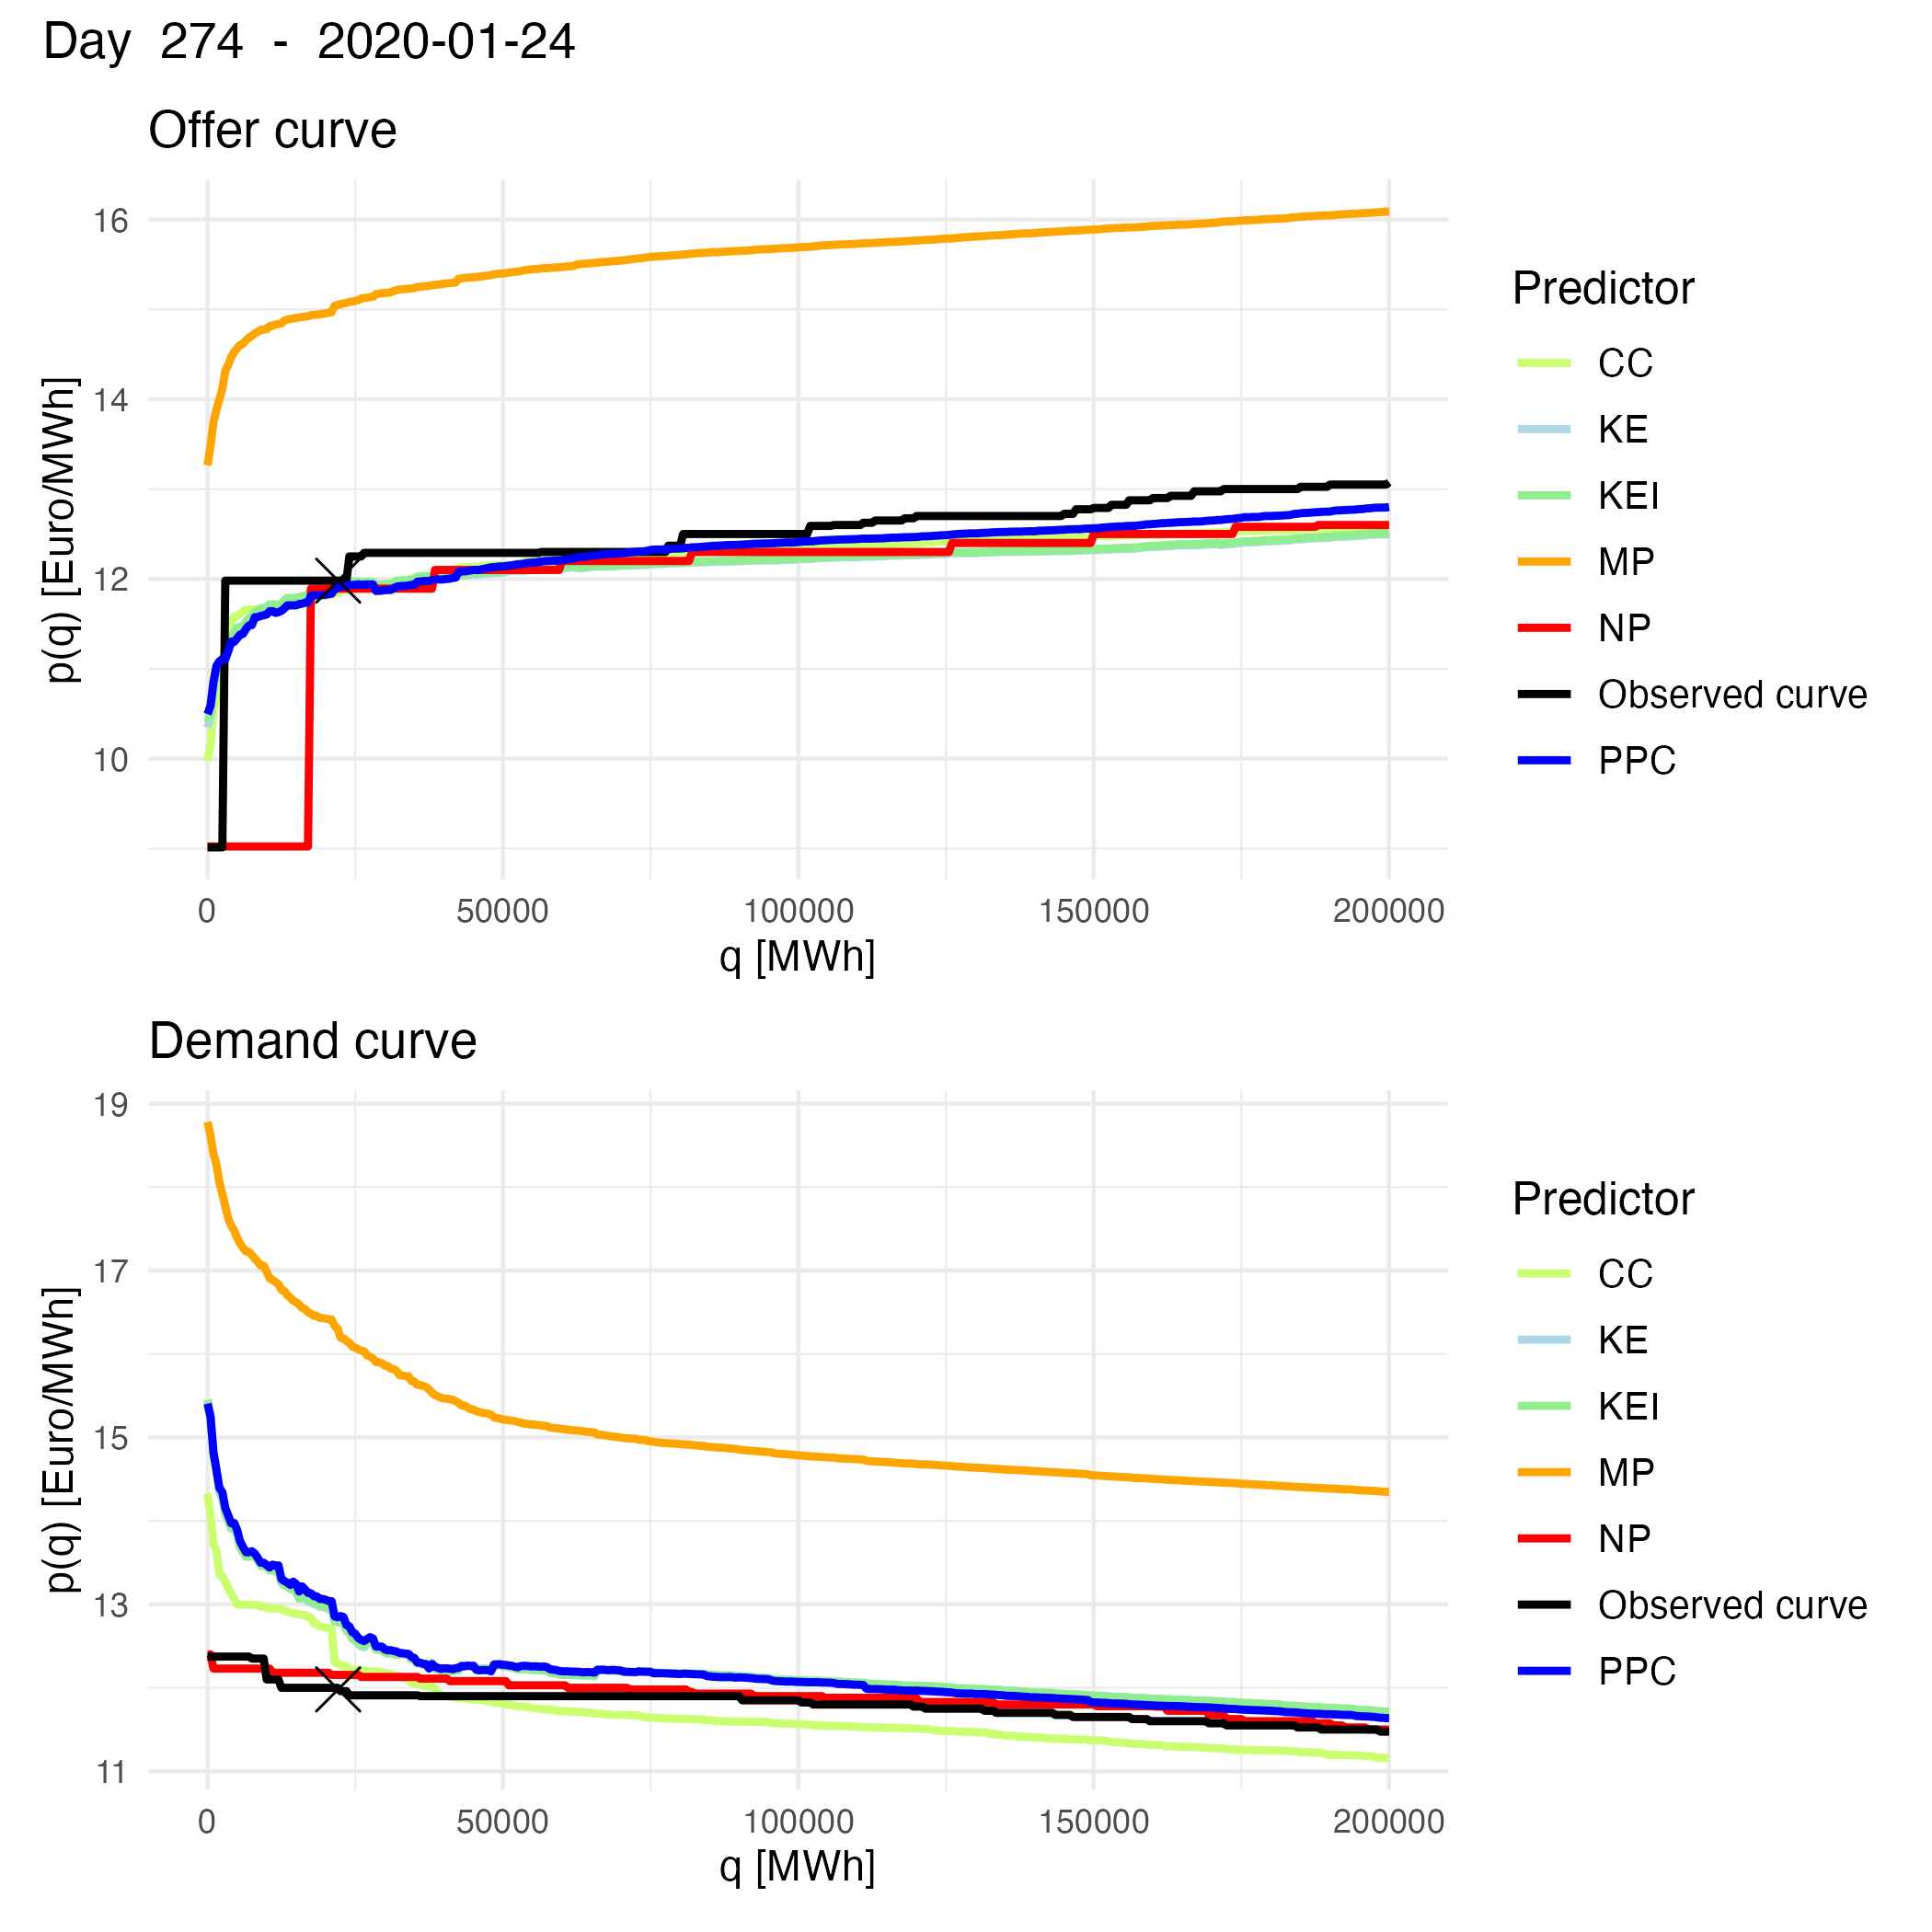 Day 274 - 2020-01-24
Offer curve
16
14
12
10
p(q) [Euro/MWh]
0 50000 100000 150000 200000
q [MWh]
Predictor
CC
KE
KEI
MP
NP
Observed curve
PPC
Demand curve
19
17
15
13
11
p(q) [Euro/MWh]
0 50000 100000 150000 200000
q [MWh]
Predictor
CC
KE
KEI
MP
NP
Observed curve
PPC